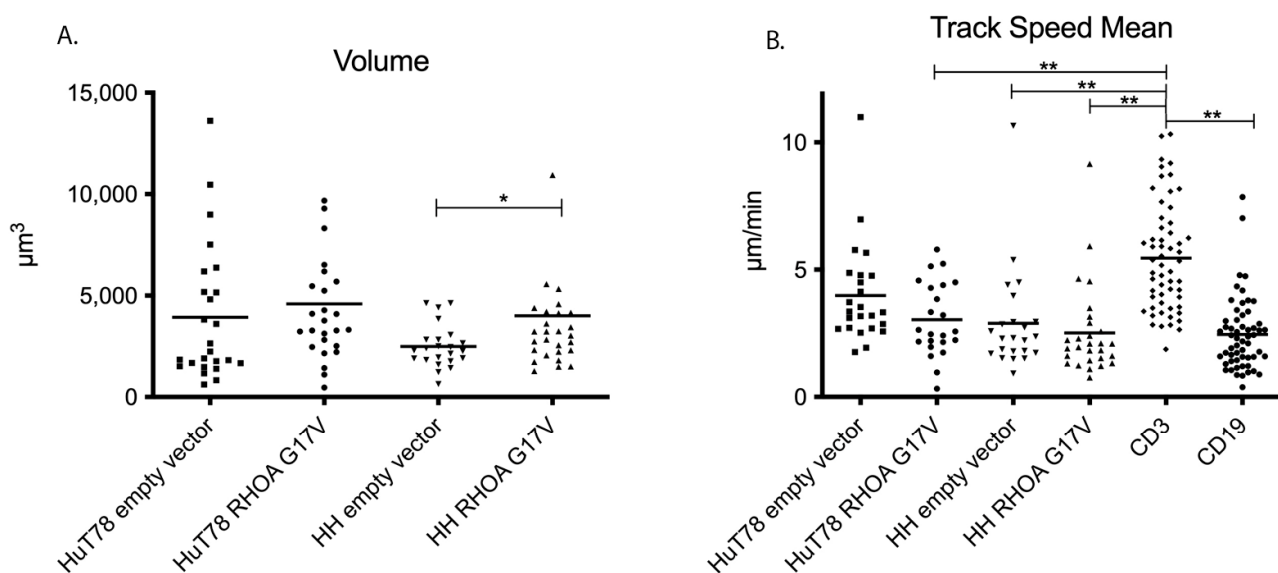 A.
Volume
µm³
15,000
10,000
5,000
0
*
HuT78 empty vector
HuT78 RHOA G17V
HH empty vector
HH RHOA G17V
B.
Track Speed Mean
µm/min
10
5
0
**
**
**
**
HuT78 empty vector
HuT78 RHOA G17V
HH empty vector
HH RHOA G17V
CD3
CD19